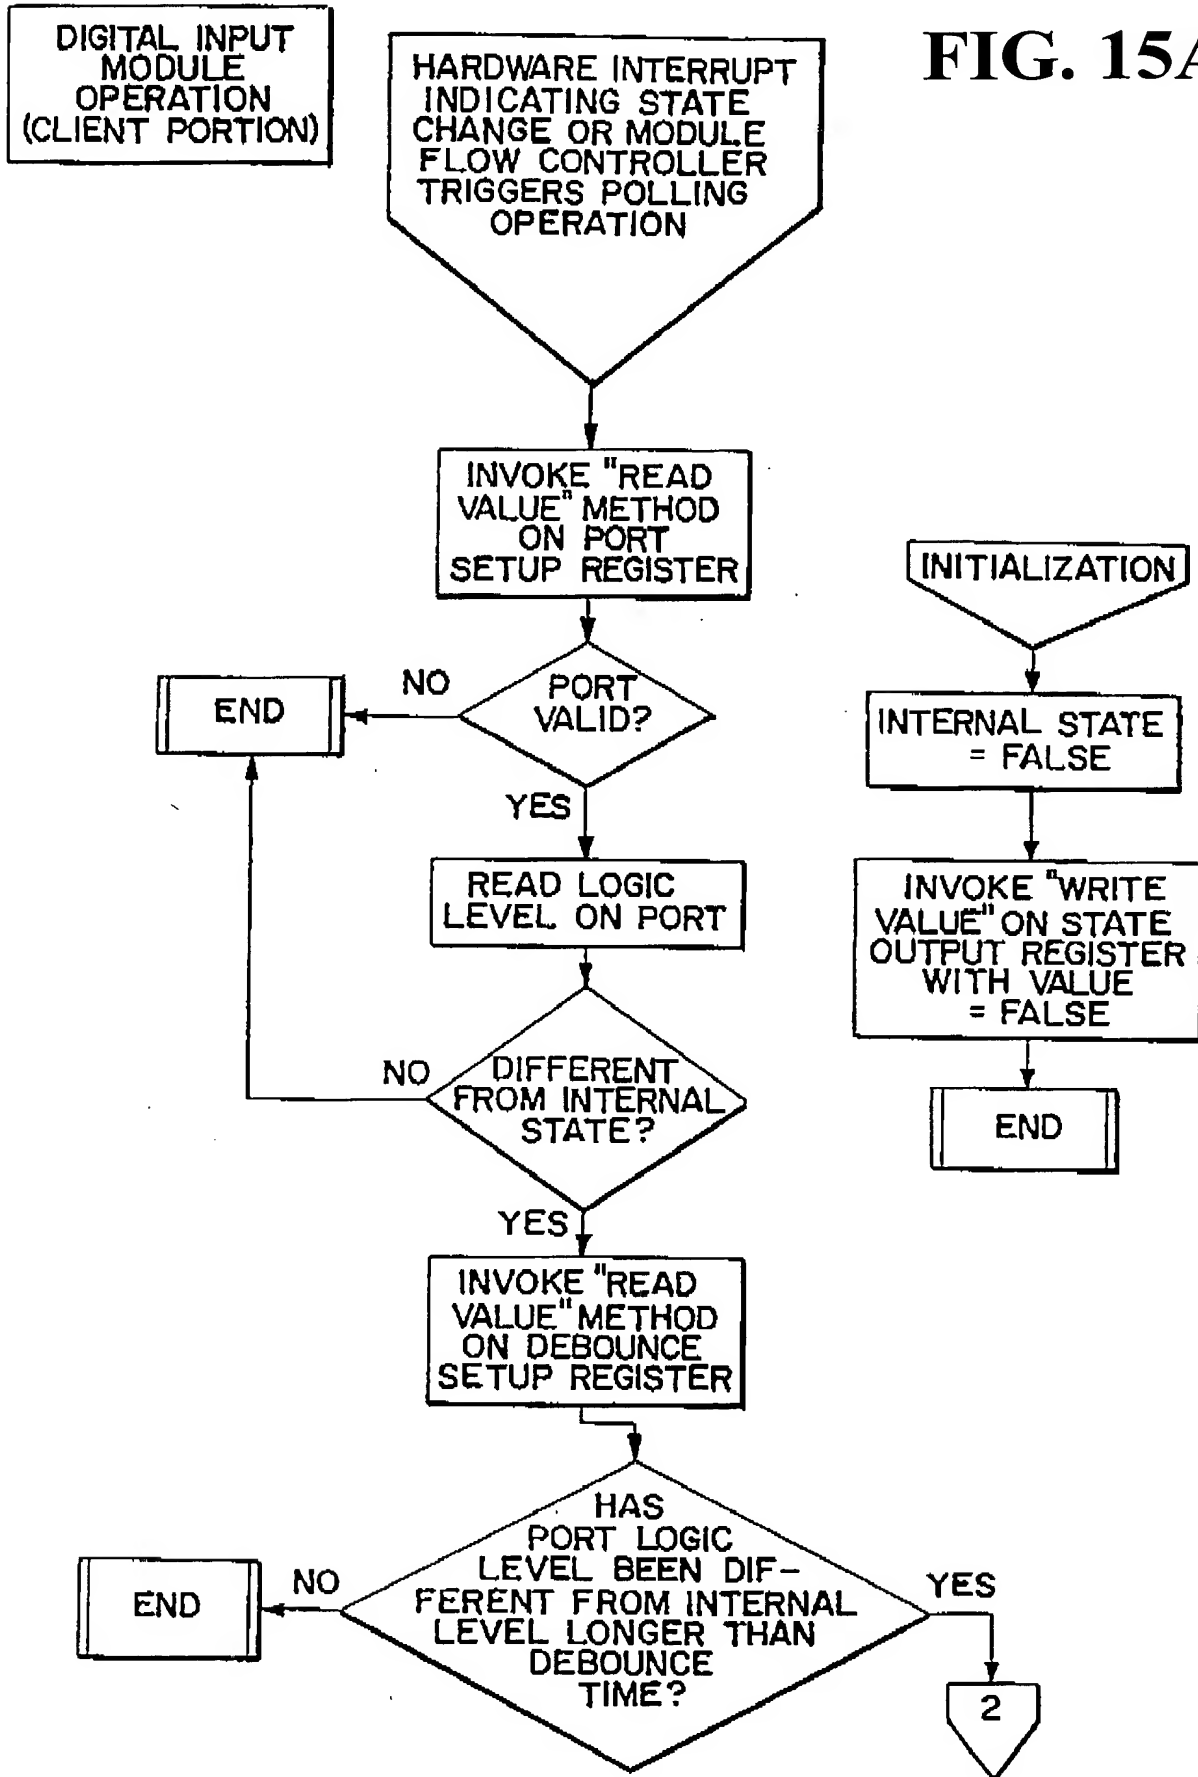 DIGITAL INPUT
MODULE
OPERATION
(CLIENT PORTION)
FIG. 15A
HARDWARE INTERRUPT
INDICATING STATE
CHANGE OR MODULE
FLOW CONTROLLER
TRIGGERS POLLING
OPERATION
INVOKE "READ
VALUE" METHOD
ON PORT
SETUP REGISTER
PORT
VALID?
NO
END
YES
READ LOGIC
LEVEL ON PORT
DIFFERENT
FROM INTERNAL
STATE?
NO
YES
INVOKE "READ
VALUE" METHOD
ON DEBOUNCE
SETUP REGISTER
HAS
PORT LOGIC
LEVEL BEEN DIF-
FERENT FROM INTERNAL
LEVEL LONGER THAN
DEBOUNCE
TIME?
NO
END
YES
2
INITIALIZATION
INTERNAL STATE
= FALSE
INVOKE "WRITE
VALUE" ON STATE
OUTPUT REGISTER
WITH VALUE
= FALSE
END